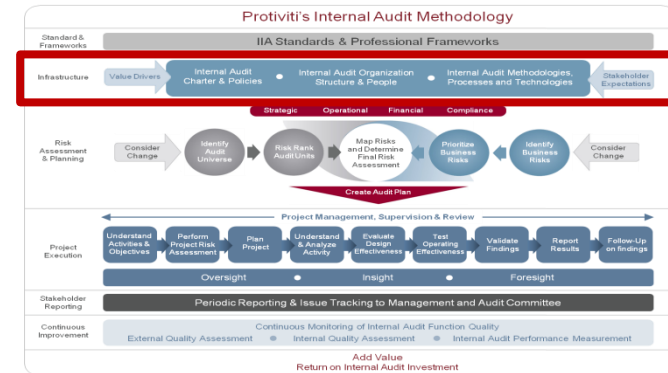 Protiviti's Internal Audit Methodology
Standard &
Frameworks
IIA Standards & Professional Frameworks
Infrastructure
Value Drivers
Internal Audit
Charter & Policies
•
Internal Audit Organization
Structure & People
•
Internal Audit Methodologies,
Processes and Technologies
Stakeholder
Expectations
Strategic Operational Financial Compliance
Risk
Assessment
& Planning
Consider
Change
Identify
Audit
Universe
Risk Rank
Audit Units
Map Risks
and Determine
Final Risk
Assessment
Prioritize
Business
Risks
Identify
Business
Risks
Consider
Change
Create Audit Plan
Project Management, Supervision & Review
Project
Execution
Understand
Activities &
Objectives
Perform
Project Risk
Assessment
Plan
Project
Understand
& Analyze
Activity
Evaluate
Design
Effectiveness
Test
Operating
Effectiveness
Validate
Findings
Report
Results
Follow-Up
on findings
Oversight • Insight • Foresight
Stakeholder
Reporting
Periodic Reporting & Issue Tracking to Management and Audit Committee
Continuous
Improvement
Continuous Monitoring of Internal Audit Function Quality
External Quality Assessment • Internal Quality Assessment • Internal Audit Performance Measurement
Add Value
Return on Internal Audit Investment